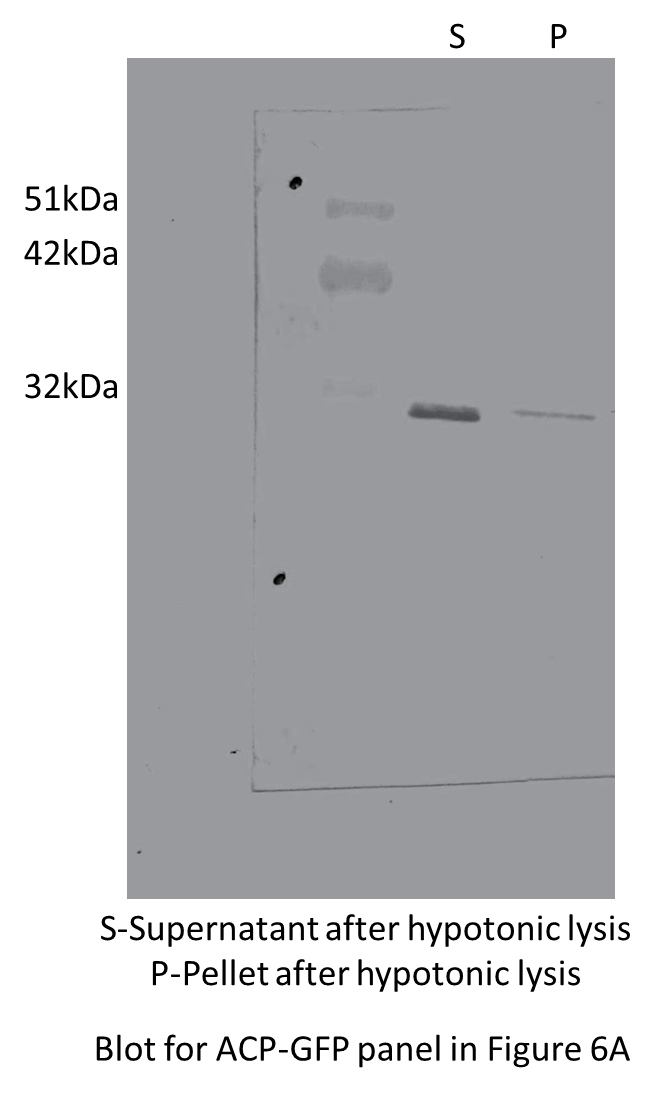 S P
51kDa
42kDa
32kDa
S-Supernatant after hypotonic lysis
P-Pellet after hypotonic lysis
Blot for ACP-GFP panel in Figure 6A